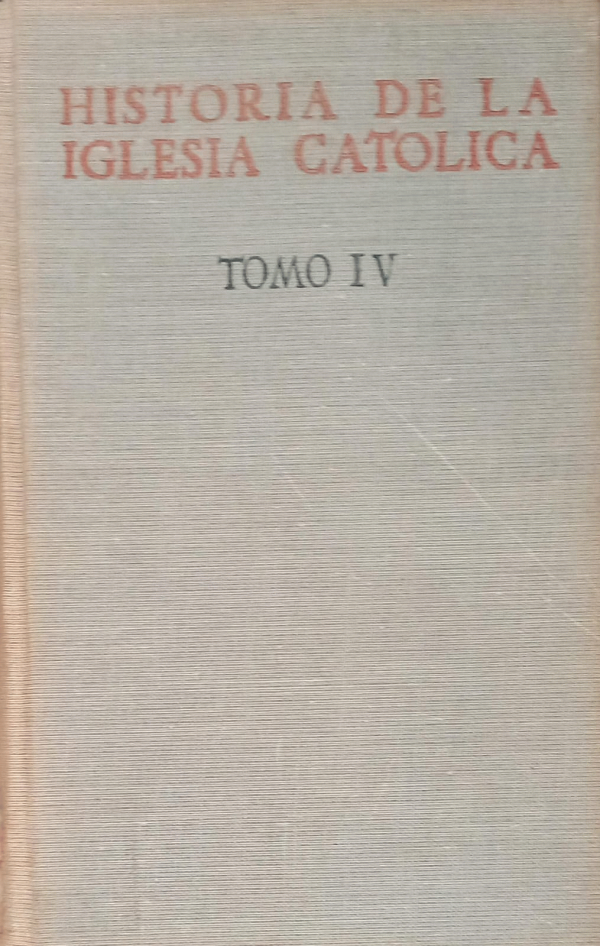 HISTORIA DE LA
IGLESIA CATOLICA
TOMO IV